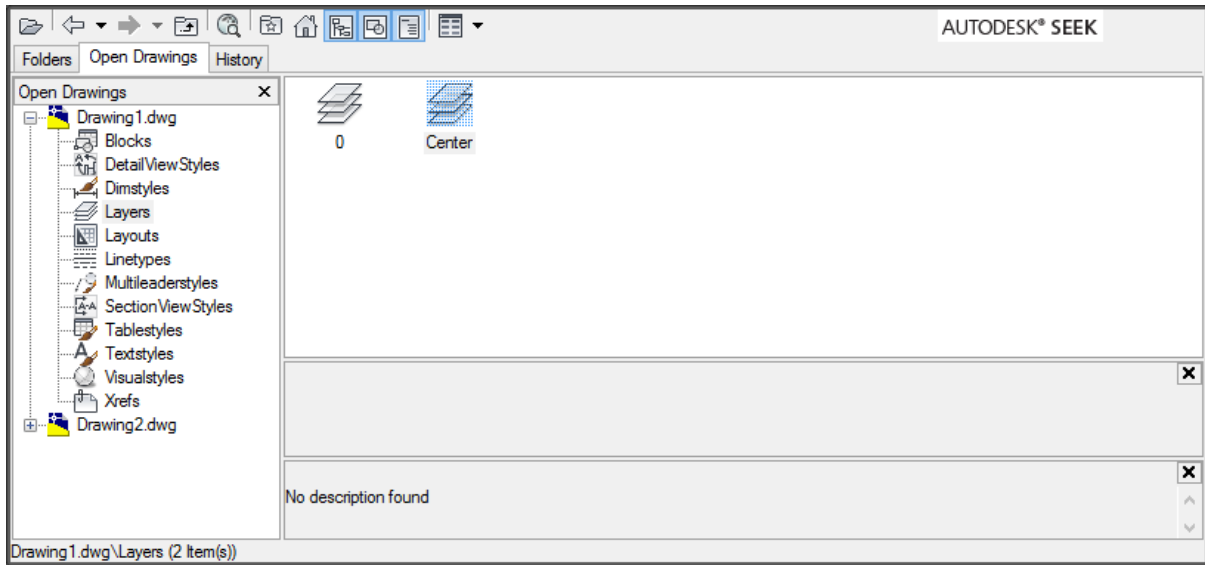 AUTODESK® SEEK
Folders Open Drawings History
Open Drawings
Drawing1.dwg
Blocks
DetailViewStyles
Dimstyles
Layers
Layouts
Linetypes
Multileaderstyles
SectionViewStyles
Tablestyles
Textstyles
Visualstyles
Xrefs
Drawing2.dwg
0 Center
No description found
Drawing1.dwg\Layers (2 Item(s))